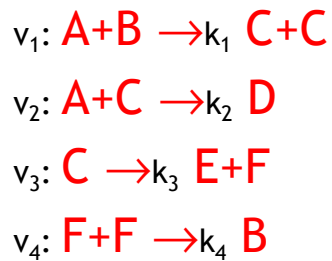 v₁: A+B →k₁ C+C
v₂: A+C →k₂ D
v₃: C →k₃ E+F
v₄: F+F →k₄ B